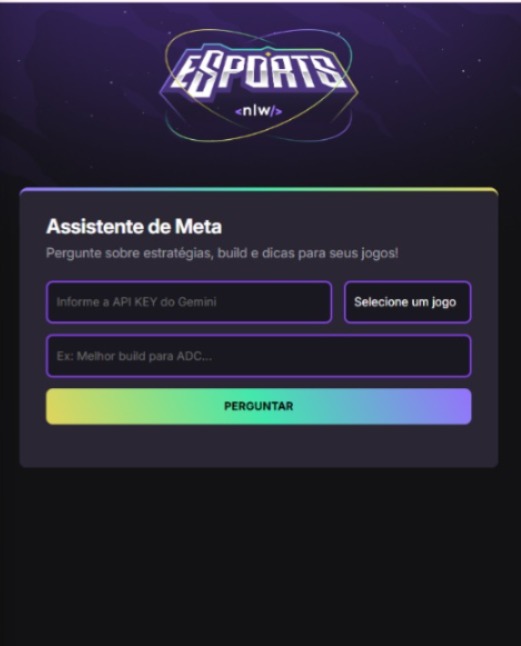 eSPORTS
<nlw/>
Assistente de Meta
Pergunte sobre estratégias, build e dicas para seus jogos!
Informe a API KEY do Gemini
Selecione um jogo
Ex: Melhor build para ADC...
PERGUNTAR